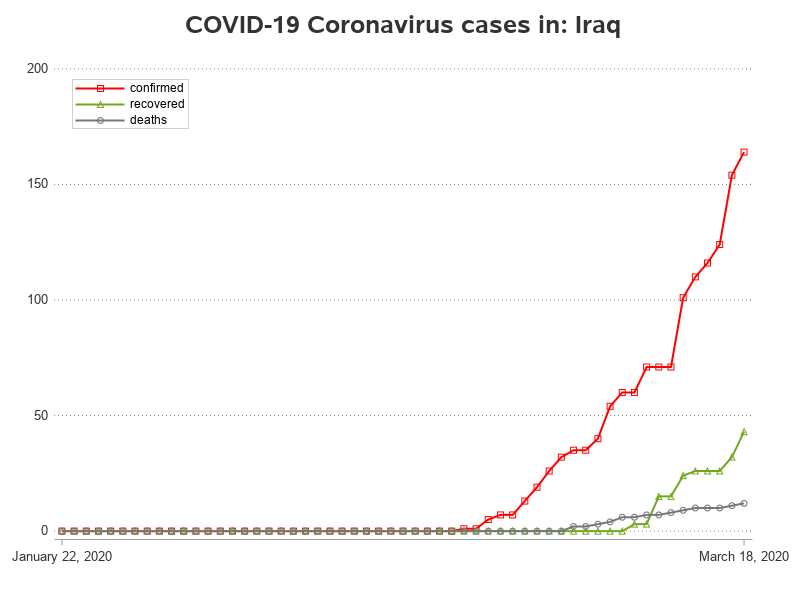 COVID-19 Coronavirus cases in: Iraq
200
confirmed
recovered
deaths
150
100
50
0
January 22, 2020
March 18, 2020